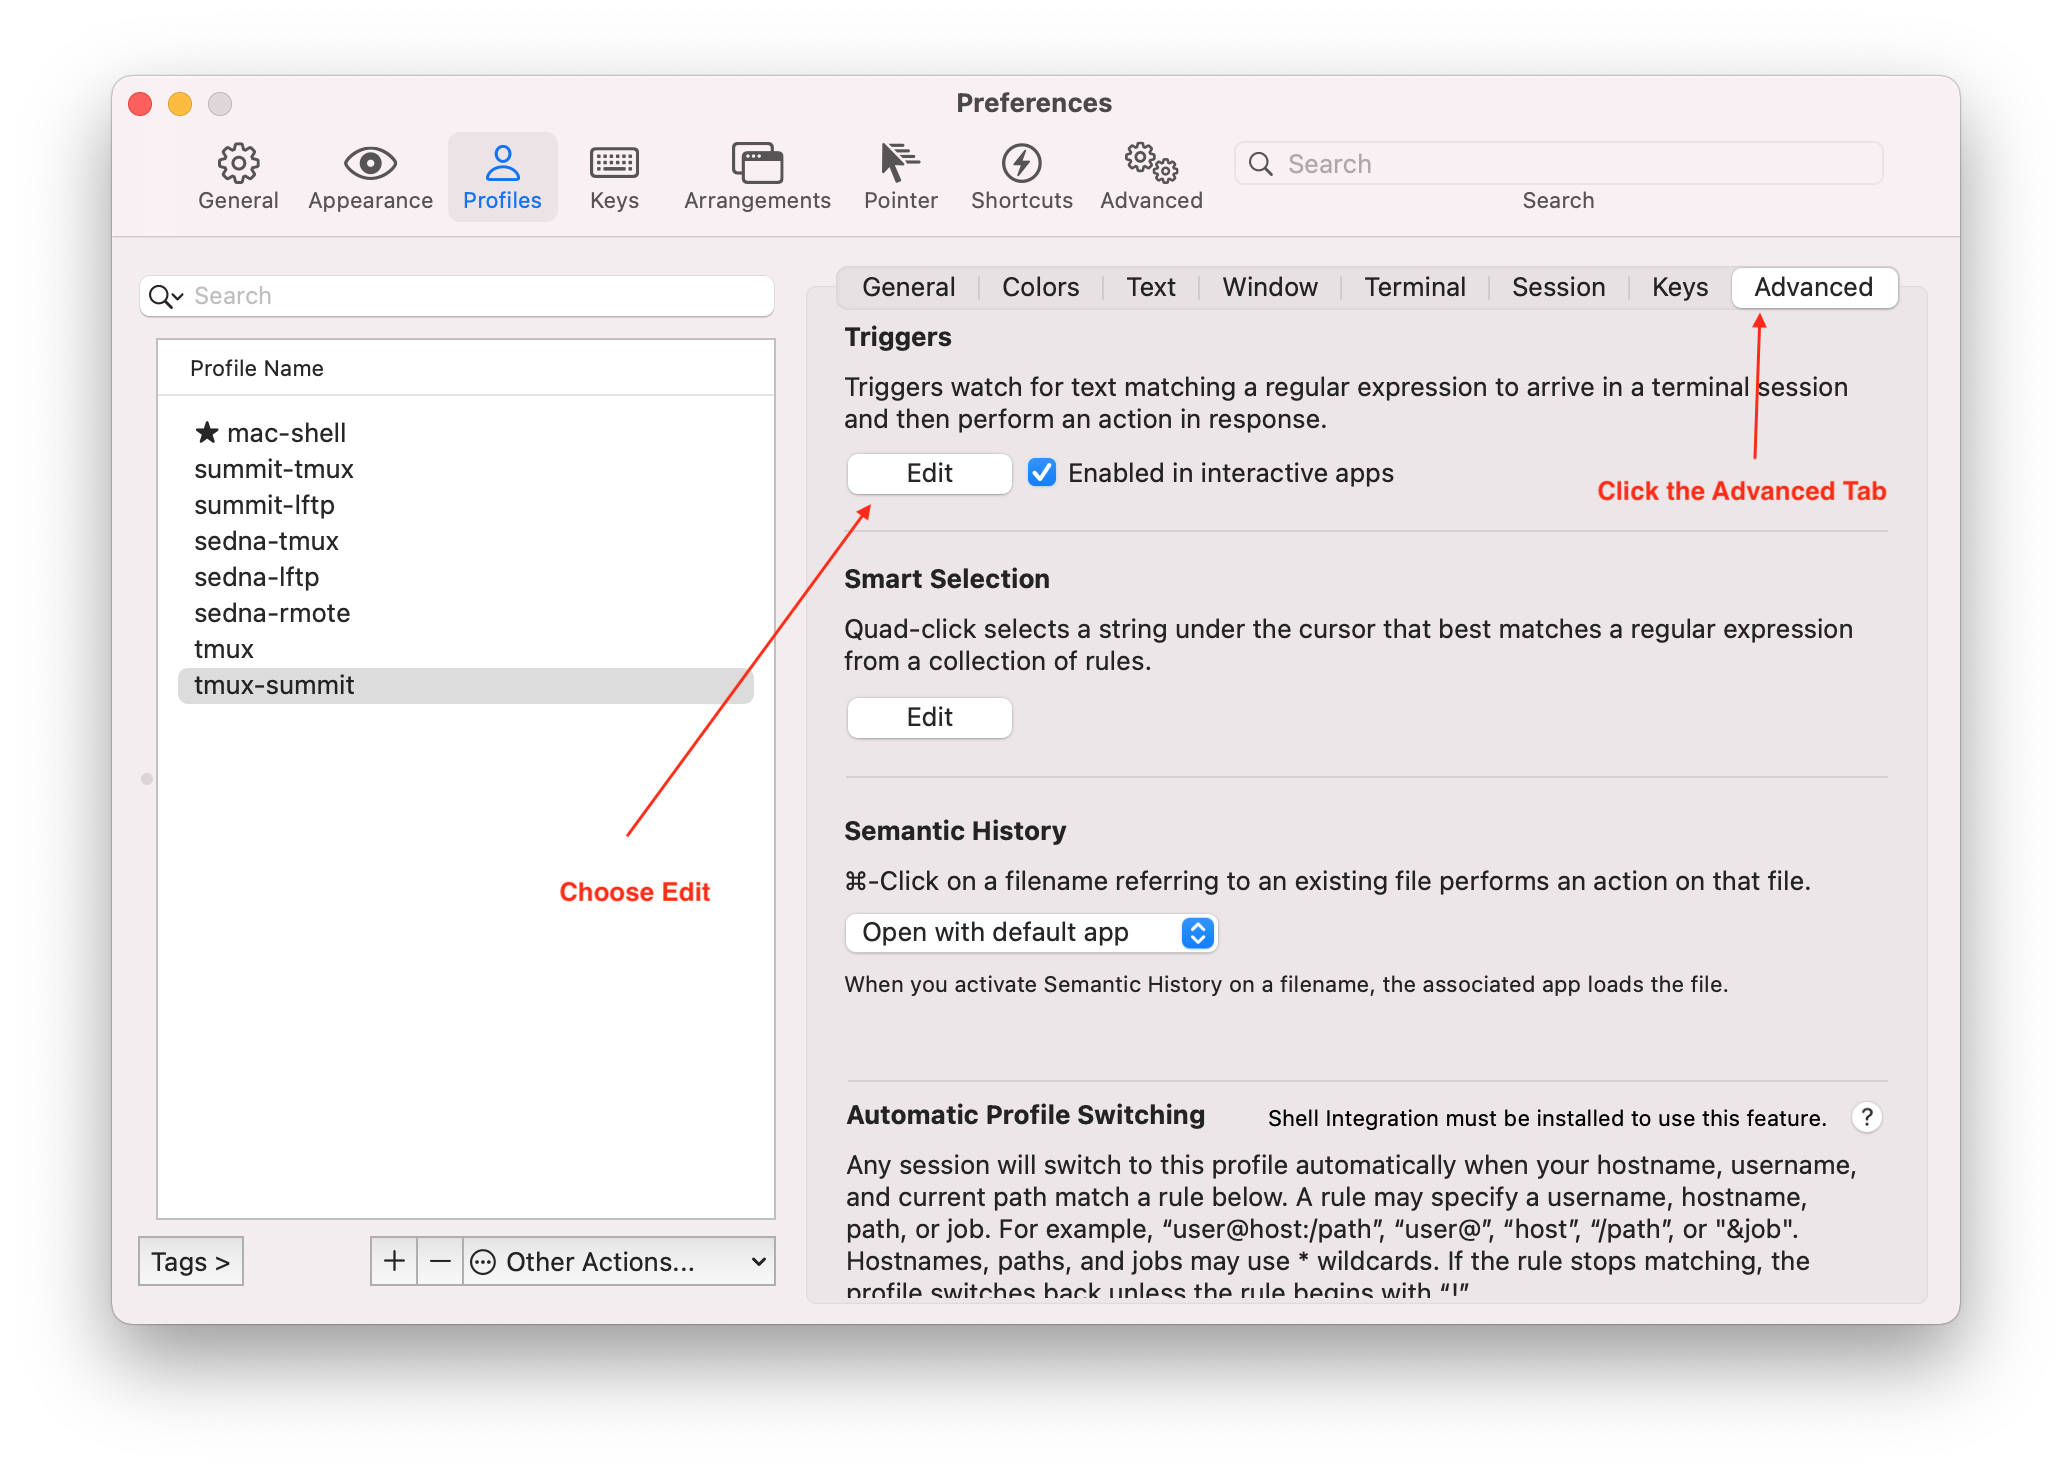 Preferences
General
Appearance
Profiles
Keys
Arrangements
Pointer
Shortcuts
Advanced
Search
Search
Search
Profile Name
★ mac-shell
summit-tmux
summit-lftp
sedna-tmux
sedna-lftp
sedna-rmote
tmux
tmux-summit
Choose Edit
Tags >
+
−
Other Actions...
General
Colors
Text
Window
Terminal
Session
Keys
Advanced
Triggers
Triggers watch for text matching a regular expression to arrive in a terminal session
and then perform an action in response.
Edit
Enabled in interactive apps
Click the Advanced Tab
Smart Selection
Quad-click selects a string under the cursor that best matches a regular expression
from a collection of rules.
Edit
Semantic History
⌘-Click on a filename referring to an existing file performs an action on that file.
Open with default app
When you activate Semantic History on a filename, the associated app loads the file.
Automatic Profile Switching
Shell Integration must be installed to use this feature.
?
Any session will switch to this profile automatically when your hostname, username,
and current path match a rule below. A rule may specify a username, hostname,
path, or job. For example, “user@host:/path”, “user@”, “host”, “/path”, or "&job".
Hostnames, paths, and jobs may use * wildcards. If the rule stops matching, the
profile switches back unless the rule begins with “!”